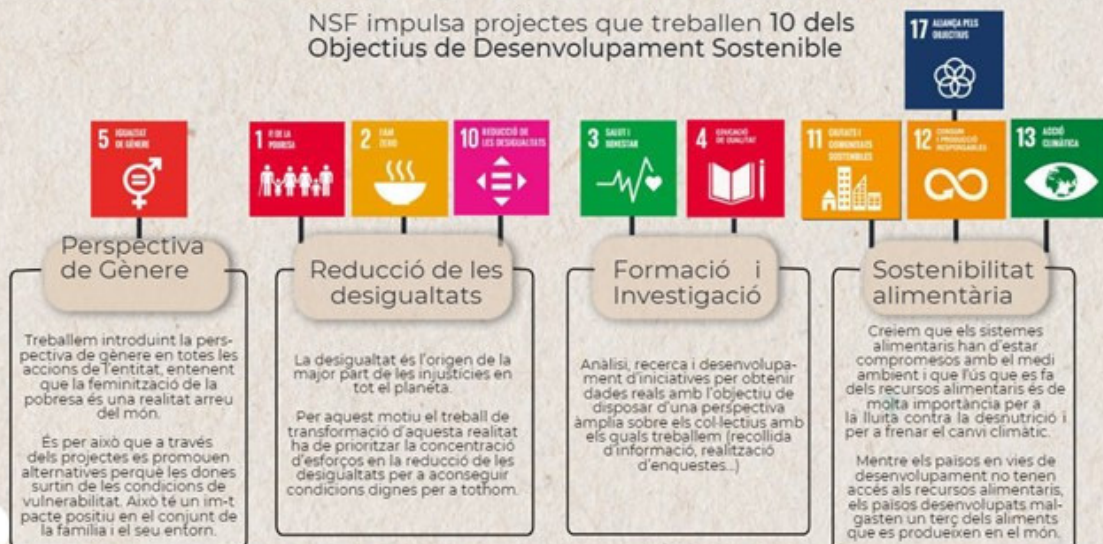 NSF impulsa projectes que treballen 10 dels
Objectius de Desenvolupament Sostenible
17 ALIANÇA PELS
OBJECTIUS
5 IGUALTAT
DE GÈNERE
1 FI DE LA
POBRESA
2 FAM
ZERO
10 REDUCCIÓ DE
LES DESIGUALTATS
3 SALUT I
BENESTAR
4 EDUCACIÓ
DE QUALITAT
11 CIUTATS I
COMUNITATS
SOSTENIBLES
12 CONSUM
I PRODUCCIÓ
RESPONSABLES
13 ACCIÓ
CLIMÀTICA
Perspectiva
de Gènere
Treballem introduint la pers-
pectiva de gènere en totes les
accions de l'entitat, entenent
que la feminització de la
pobresa és una realitat arreu
del món.
És per això que a través
dels projectes es promouen
alternatives perquè les dones
surtin de les condicions de
vulnerabilitat. Això té un im-t
pacte positiu en el conjunt de
la família i el seu entorn.
Reducció de les
desigualtats
La desigualtat és l'origen de la
major part de les injustícies en
tot el planeta.
Per aquest motiu el treball de
transformació d'aquesta realitat
ha de prioritzar la concentració
d'esforços en la reducció de les
desigualtats per a aconseguir
condicions dignes per a tothom.
Formació i
Investigació
Anàlisi, recerca i desenvolupa-
ment d'iniciatives per obtenir
dades reals amb l'objectiu de
disposar d'una perspectiva
àmplia sobre els col·lectius amb
els quals treballem (recollida
d'informació, realització
d'enquestes...)
Sostenibilitat
alimentària
Creiem que els sistemes
alimentaris han d'estar
compromesos amb el medi
ambient i que l'ús que es fa
dels recursos alimentaris és de
molta importància per a
la lluita contra la desnutrició i
per a frenar el canvi climàtic.
Mentre els països en vies de
desenvolupament no tenen
accés als recursos alimentaris,
els països desenvolupats mal-
gasten un terç dels aliments
que es produeixen en el món.